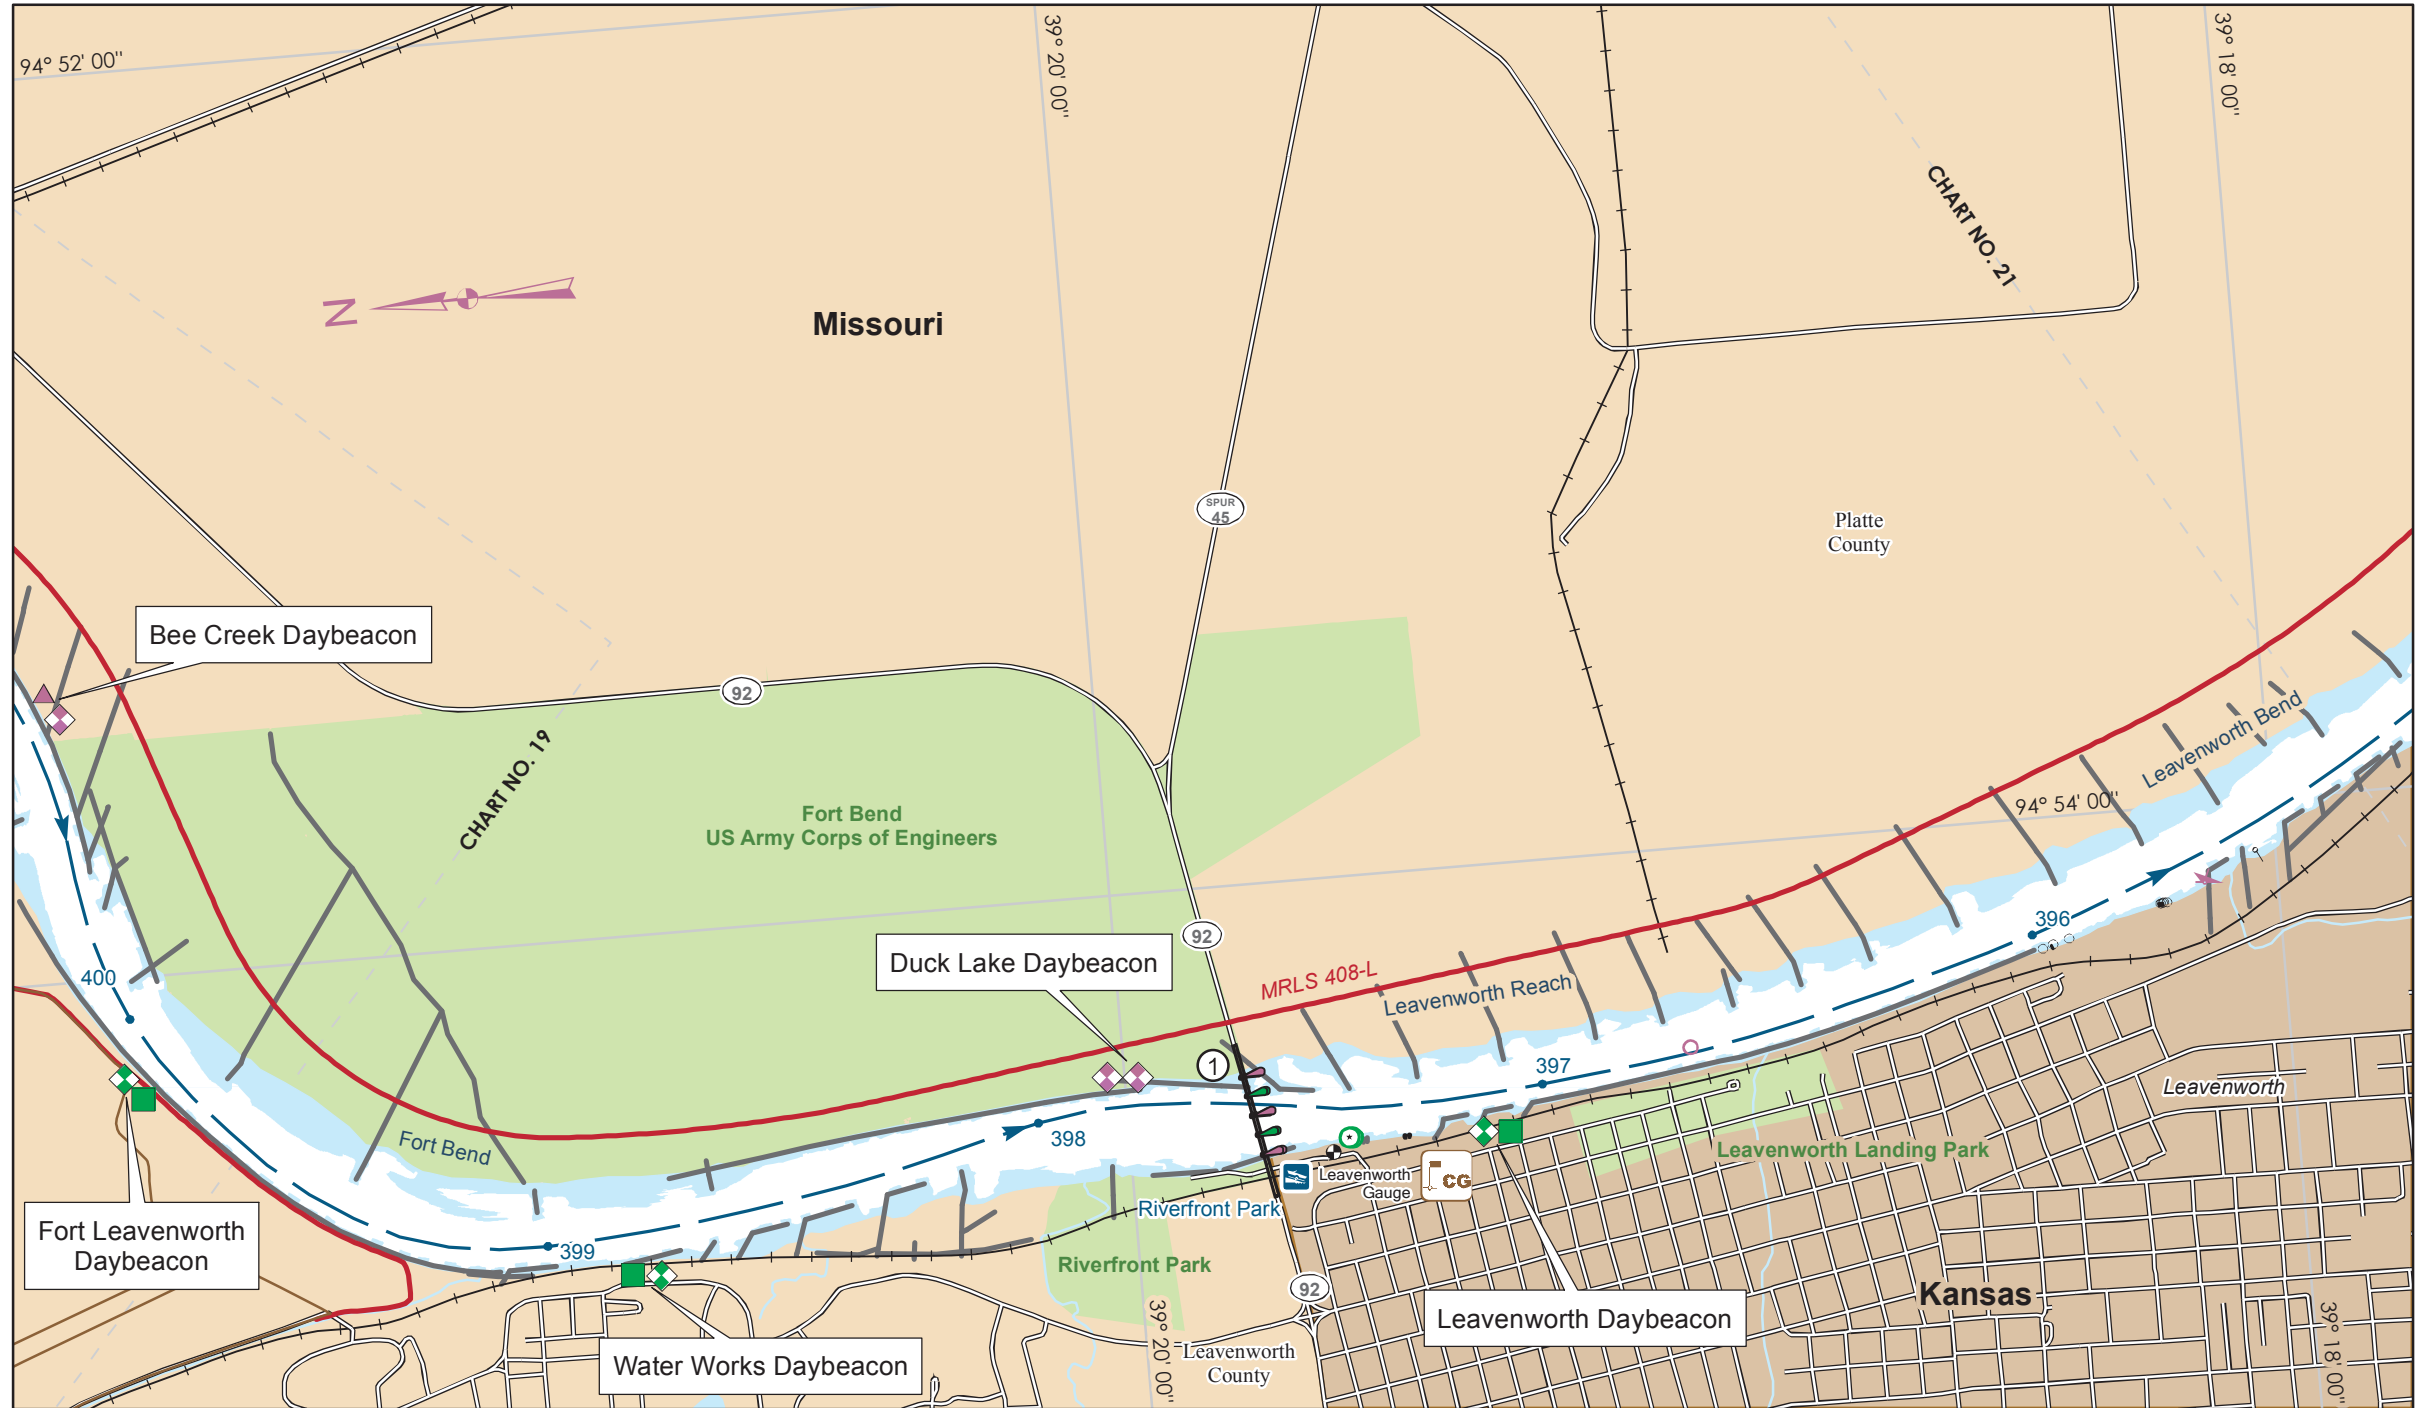 94° 52' 00"
39° 20' 00"
39° 18' 00"
CHART NO. 21
N
Missouri
SPUR
45
Platte
County
Bee Creek Daybeacon
92
CHART NO. 19
Leavenworth Bend
94° 54' 00"
Fort Bend
US Army Corps of Engineers
396
92
Duck Lake Daybeacon
MRLS 408-L
Leavenworth Reach
400
1
397
Leavenworth
398
Fort Bend
Leavenworth Landing Park
Leavenworth
Gauge
CG
Riverfront Park
Fort Leavenworth
Daybeacon
399
Riverfront Park
92
Kansas
Leavenworth Daybeacon
39° 20' 00"
39° 18' 00"
Leavenworth
County
Water Works Daybeacon